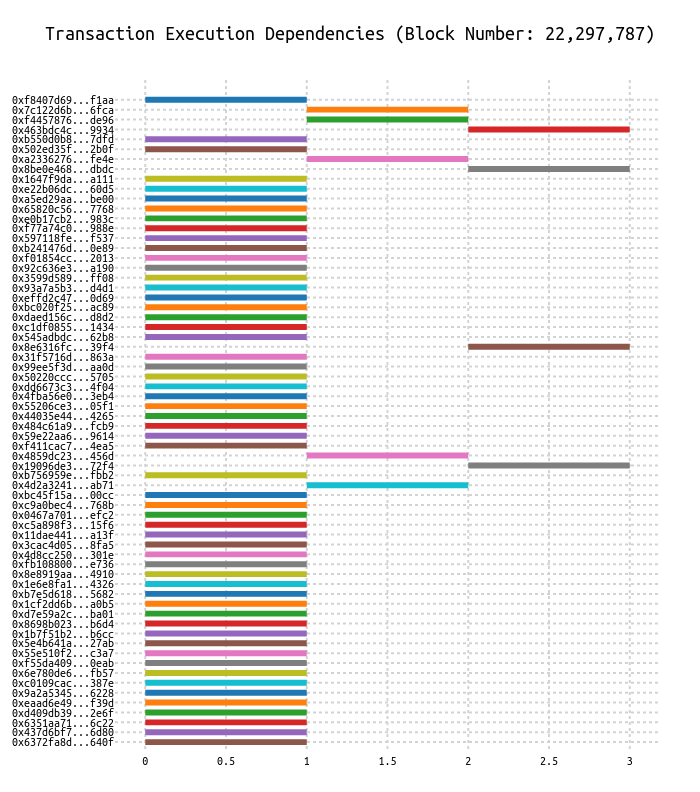 Transaction Execution Dependencies (Block Number: 22,297,787)
0xf8407d69...f1aa
0x7c122d6b...6fca
0xf4457876...de96
0x463bdc4c...9934
0xb550d0b8...7dfd
0x502ed35f...2b0f
0xa2336276...fe4e
0x8be0e468...dbdc
0x1647f9da...a111
0xe22b06dc...60d5
0xa5ed29aa...be00
0x65820c56...7768
0xe0b17cb2...983c
0xf77a74c0...988e
0x597118fe...f537
0xb241476d...0e89
0xf01854cc...2013
0x92c636e3...a190
0x3599d589...ff08
0x93a7a5b3...d4d1
0xeffd2c47...0d69
0xbc020f25...ac89
0xdaed156c...d8d2
0xc1df0855...1434
0x545adbdc...62b8
0x8e6316fc...39f4
0x31f5716d...863a
0x99ee5f3d...aa0d
0x50220ccc...5705
0xdd6673c3...4f04
0x4fba56e0...3eb4
0x55206ce3...05f1
0x44035e44...4265
0x484c61a9...fcb9
0x59e22aa6...9614
0xf411cac7...4ea5
0x4859dc23...456d
0x19096de3...72f4
0xb756959e...fbb2
0x4d2a3241...ab71
0xbc45f15a...00cc
0xc9a0bec4...768b
0x0467a701...efc2
0xc5a898f3...15f6
0x11dae441...a13f
0x3cac4d05...8fa5
0x4d8cc250...301e
0xfb108800...e736
0x8e8919aa...4910
0x1e6e8fa1...4326
0xb7e5d618...5682
0x1cf2dd6b...a0b5
0xd7e59a2c...ba01
0x8698b023...b6d4
0x1b7f51b2...b6cc
0x5e4b641a...27ab
0x55e510f2...c3a7
0xf55da409...0eab
0x6e780de6...fb57
0xc0109cac...387e
0x9a2a5345...6228
0xeaad6e49...f39d
0xd409db39...2e6f
0x6351aa71...6c22
0x437d6bf7...6d80
0x6372fa8d...640f
0 0.5 1 1.5 2 2.5 3